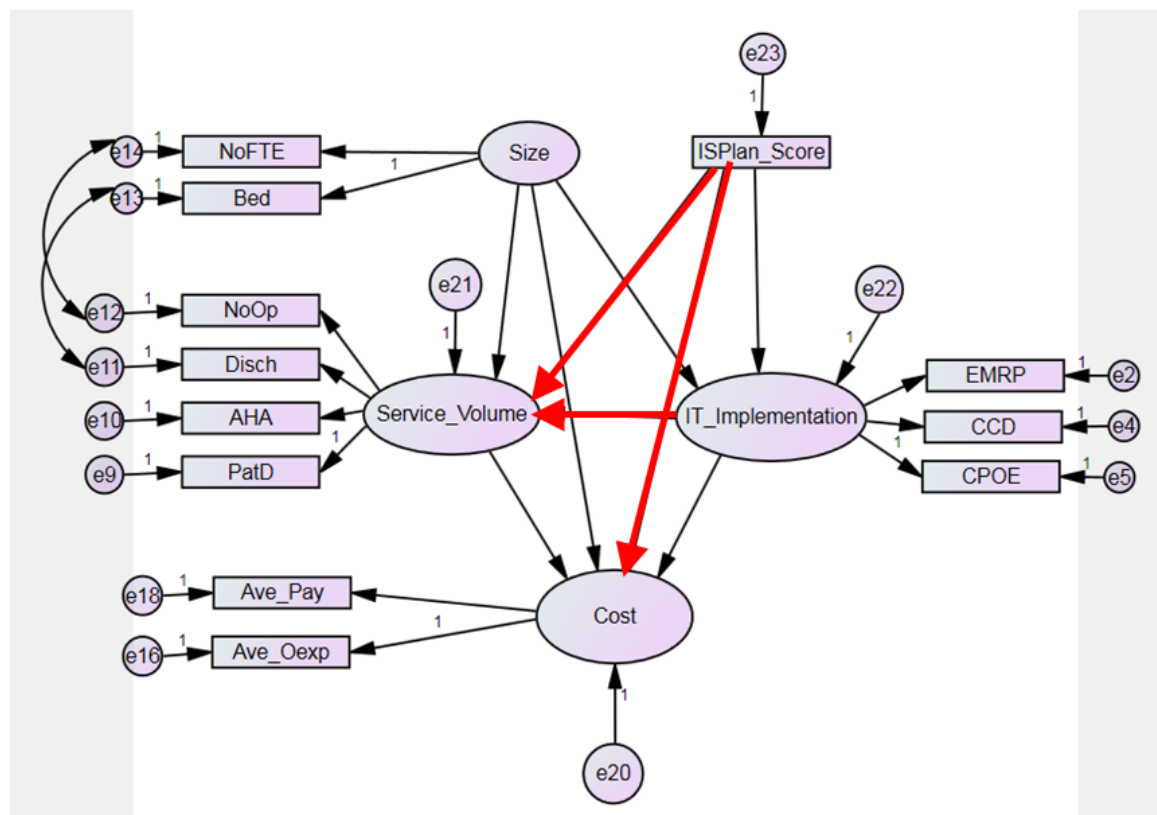 e23
1
e14
1
NoFTE
Size
ISPlan_Score
1
e13
1
Bed
e21
e22
e12
1
NoOp
1
1
e11
1
Disch
EMRP
1
e2
e10
1
AHA
Service_Volume
IT_Implementation
CCD
1
e4
1
1
e9
1
PatD
CPOE
1
e5
e18
1
Ave_Pay
Cost
1
e16
1
Ave_Oexp
1
e20